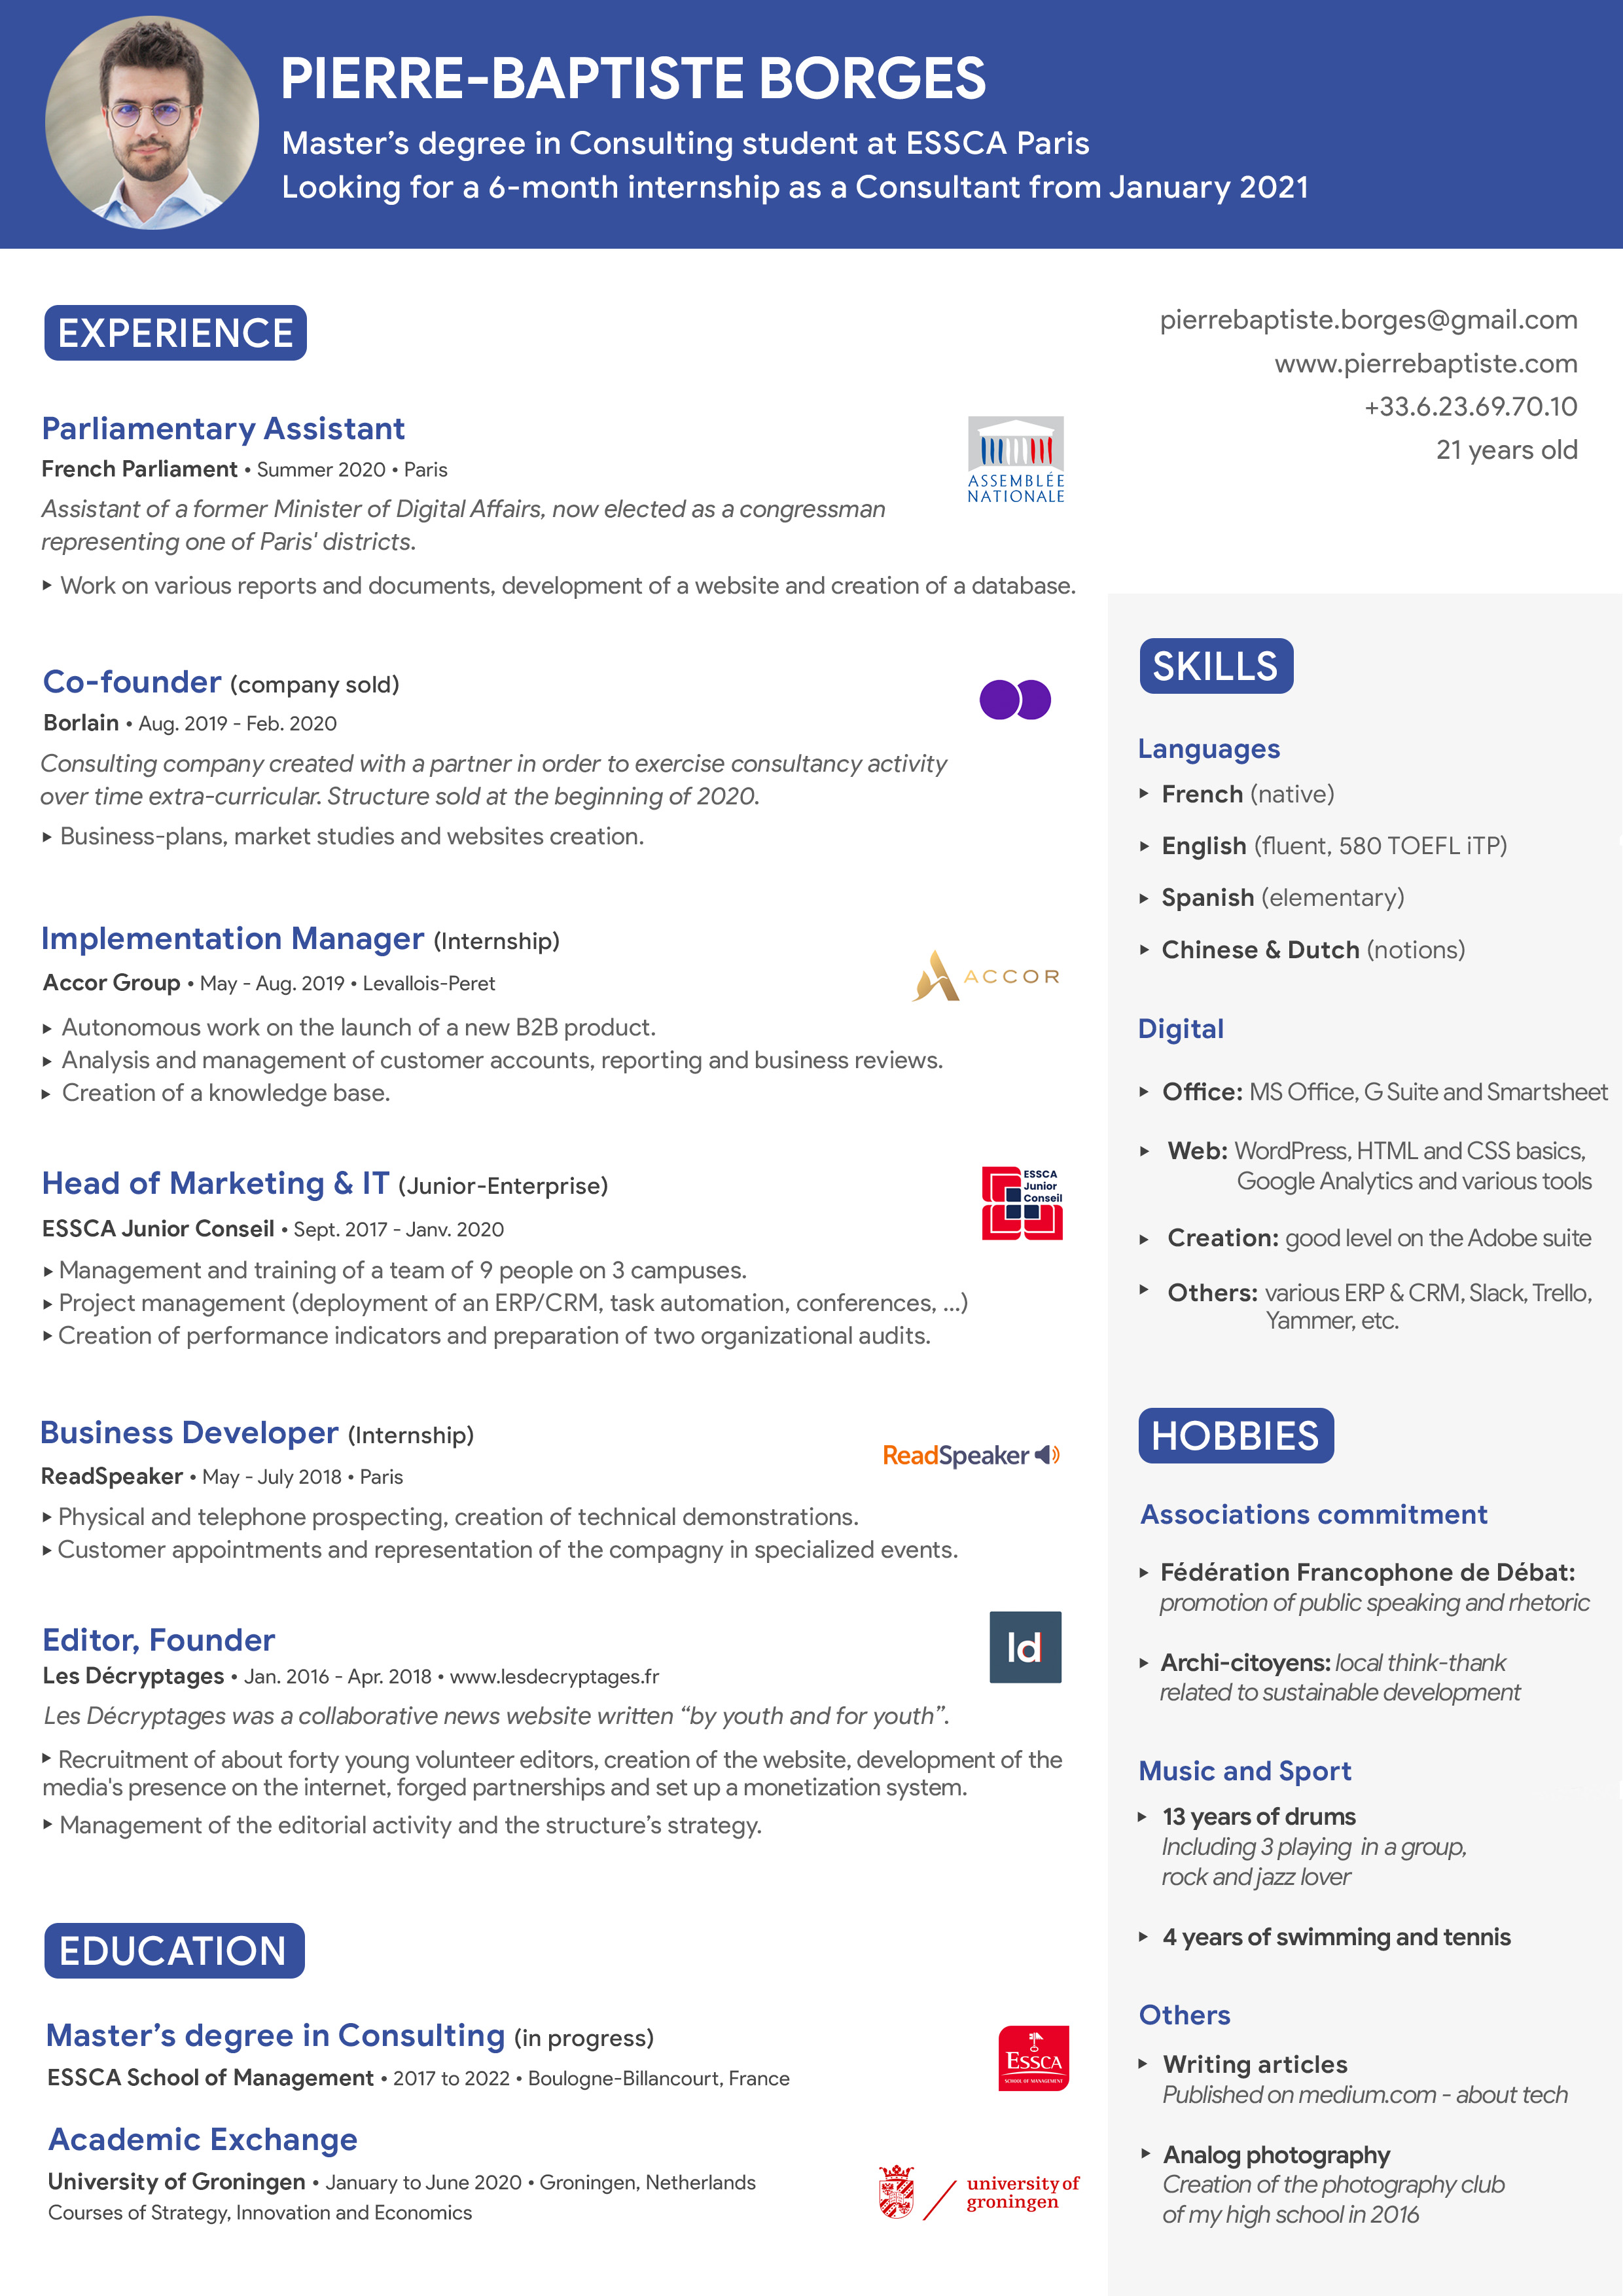 PIERRE-BAPTISTE BORGES
Master’s degree in Consulting student at ESSCA Paris
Looking for a 6-month internship as a Consultant from January 2021
pierrebaptiste.borges@gmail.com
www.pierrebaptiste.com
+33.6.23.69.70.10
21 years old
EXPERIENCE
Parliamentary Assistant
French Parliament • Summer 2020 • Paris
ASSEMBLÉE
NATIONALE
Assistant of a former Minister of Digital Affairs, now elected as a congressman
representing one of Paris' districts.
▸ Work on various reports and documents, development of a website and creation of a database.
Co-founder (company sold)
Borlain • Aug. 2019 - Feb. 2020
Consulting company created with a partner in order to exercise consultancy activity
over time extra-curricular. Structure sold at the beginning of 2020.
▸ Business-plans, market studies and websites creation.
Implementation Manager (Internship)
Accor Group • May - Aug. 2019 • Levallois-Peret
ACCOR
▸ Autonomous work on the launch of a new B2B product.
▸ Analysis and management of customer accounts, reporting and business reviews.
▸ Creation of a knowledge base.
Head of Marketing & IT (Junior-Enterprise)
ESSCA Junior Conseil • Sept. 2017 - Janv. 2020
ESSCA
Junior
Conseil
▸ Management and training of a team of 9 people on 3 campuses.
▸ Project management (deployment of an ERP/CRM, task automation, conferences, ...)
▸ Creation of performance indicators and preparation of two organizational audits.
Business Developer (Internship)
ReadSpeaker • May - July 2018 • Paris
ReadSpeaker
▸ Physical and telephone prospecting, creation of technical demonstrations.
▸ Customer appointments and representation of the compagny in specialized events.
Editor, Founder
Les Décryptages • Jan. 2016 - Apr. 2018 • www.lesdecryptages.fr
ld
Les Décryptages was a collaborative news website written “by youth and for youth”.
▸ Recruitment of about forty young volunteer editors, creation of the website, development of the
media's presence on the internet, forged partnerships and set up a monetization system.
▸ Management of the editorial activity and the structure’s strategy.
EDUCATION
Master’s degree in Consulting (in progress)
ESSCA School of Management • 2017 to 2022 • Boulogne-Billancourt, France
ESSCA
SCHOOL OF MANAGEMENT
Academic Exchange
University of Groningen • January to June 2020 • Groningen, Netherlands
Courses of Strategy, Innovation and Economics
university of
groningen
SKILLS
Languages
▸ French (native)
▸ English (fluent, 580 TOEFL iTP)
▸ Spanish (elementary)
▸ Chinese & Dutch (notions)
Digital
▸ Office: MS Office, G Suite and Smartsheet
▸ Web: WordPress, HTML and CSS basics,
Google Analytics and various tools
▸ Creation: good level on the Adobe suite
▸ Others: various ERP & CRM, Slack, Trello,
Yammer, etc.
HOBBIES
Associations commitment
▸ Fédération Francophone de Débat:
promotion of public speaking and rhetoric
▸ Archi-citoyens: local think-thank
related to sustainable development
Music and Sport
▸ 13 years of drums
Including 3 playing in a group,
rock and jazz lover
▸ 4 years of swimming and tennis
Others
▸ Writing articles
Published on medium.com - about tech
▸ Analog photography
Creation of the photography club
of my high school in 2016